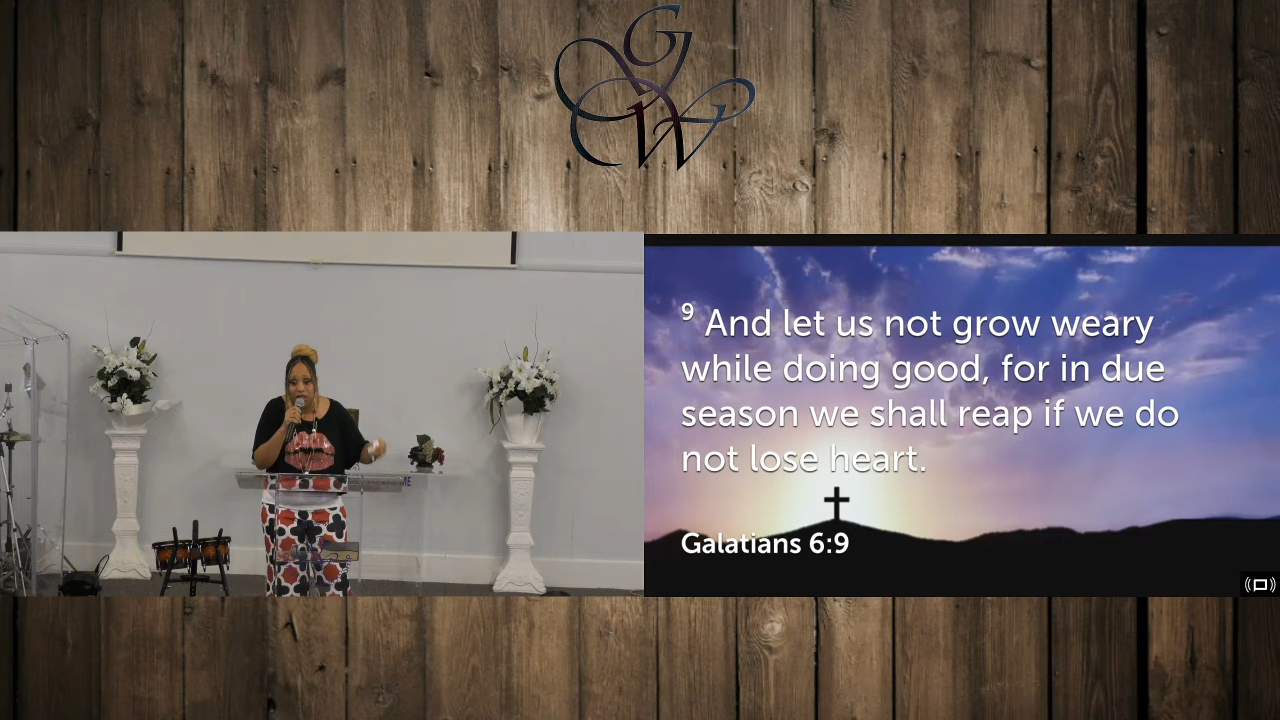 GW
9 And let us not grow weary
while doing good, for in due
season we shall reap if we do
not lose heart.
Galatians 6:9